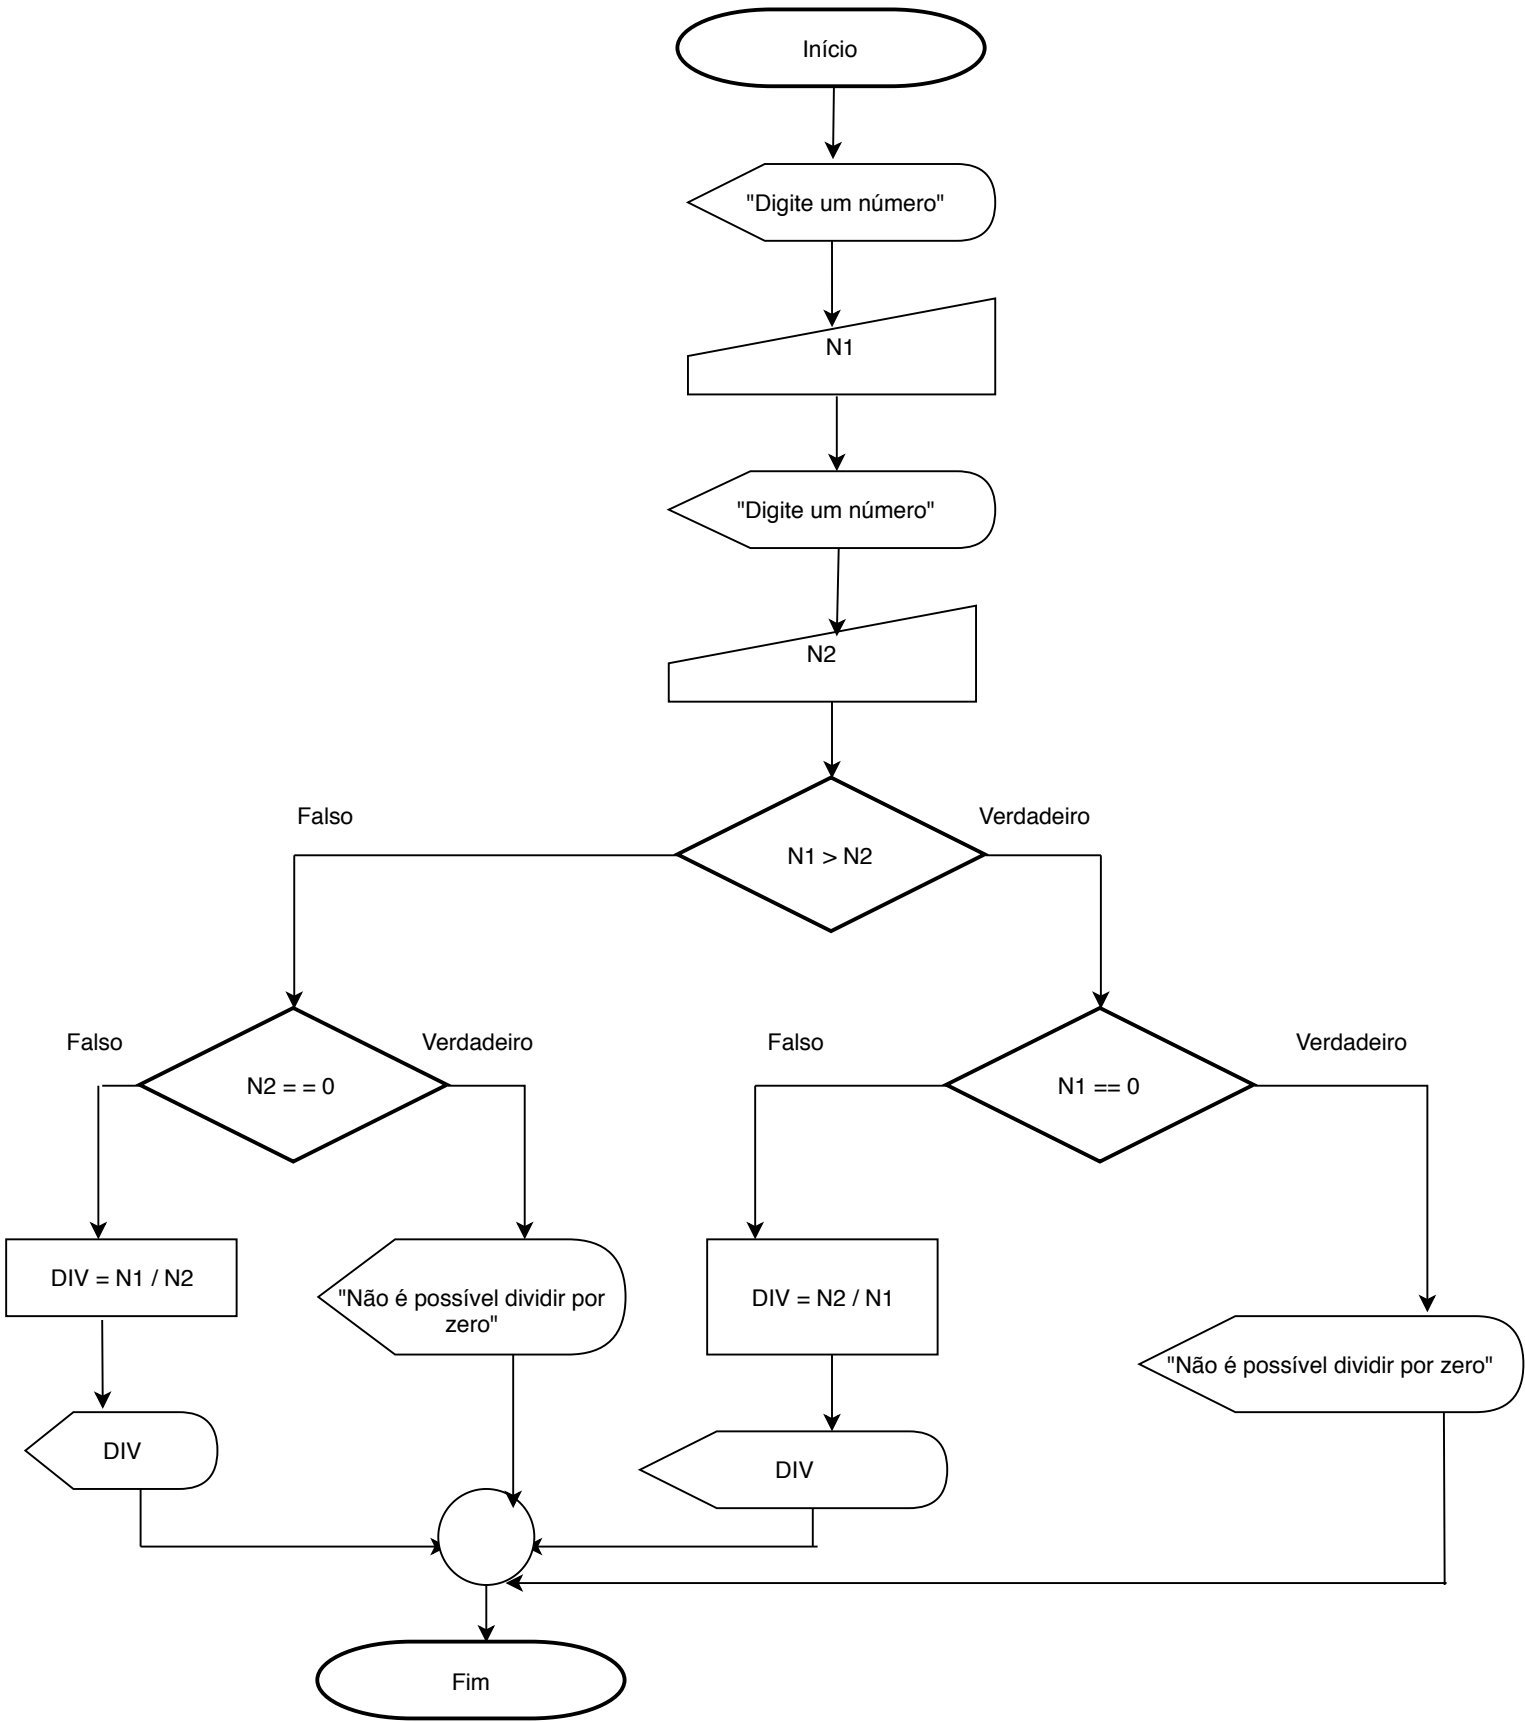 Início
"Digite um número"
N1
"Digite um número"
N2
Falso
Verdadeiro
N1 > N2
Falso
Verdadeiro
Falso
Verdadeiro
N2 = = 0
N1 == 0
DIV = N1 / N2
"Não é possível dividir por
zero"
DIV = N2 / N1
"Não é possível dividir por zero"
DIV
DIV
Fim